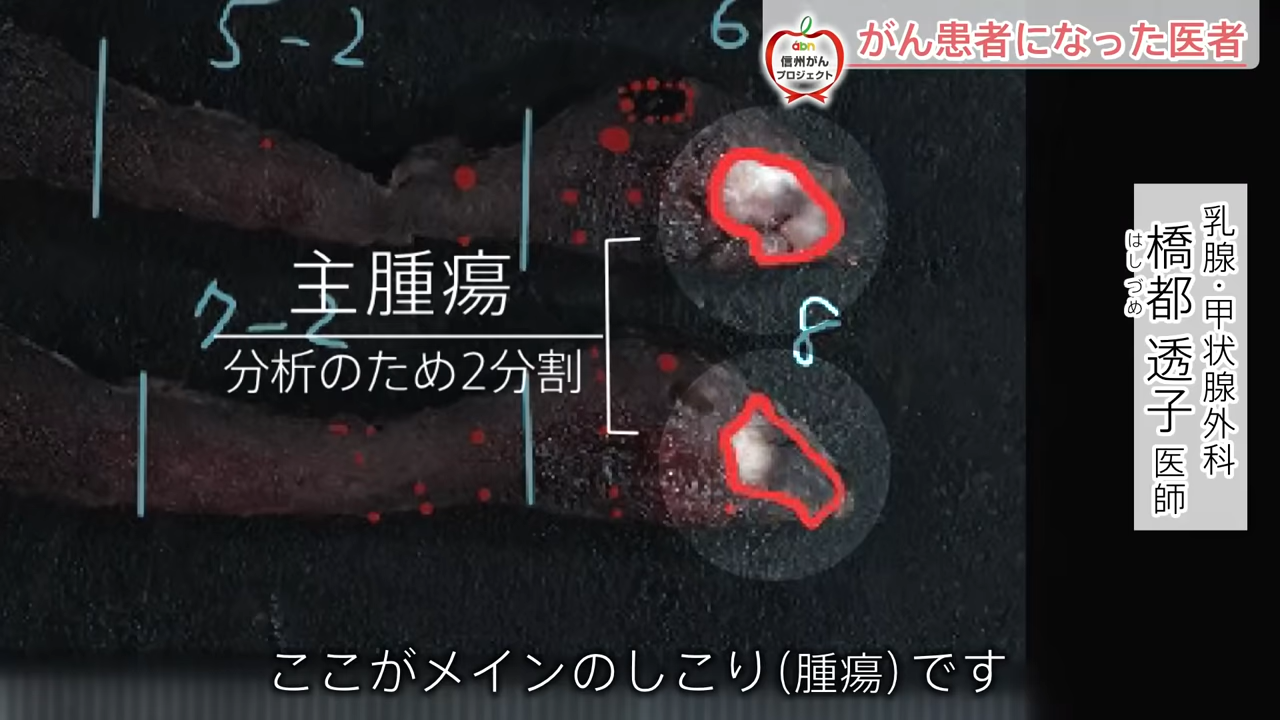 5-2
6
abn
信州がん
プロジェクト
がん患者になった医者
乳腺・甲状腺外科
橋都 透子 医師
はしづめ
主腫瘍
7-2
分析のため2分割
8
ここがメインのしこり(腫瘍)です